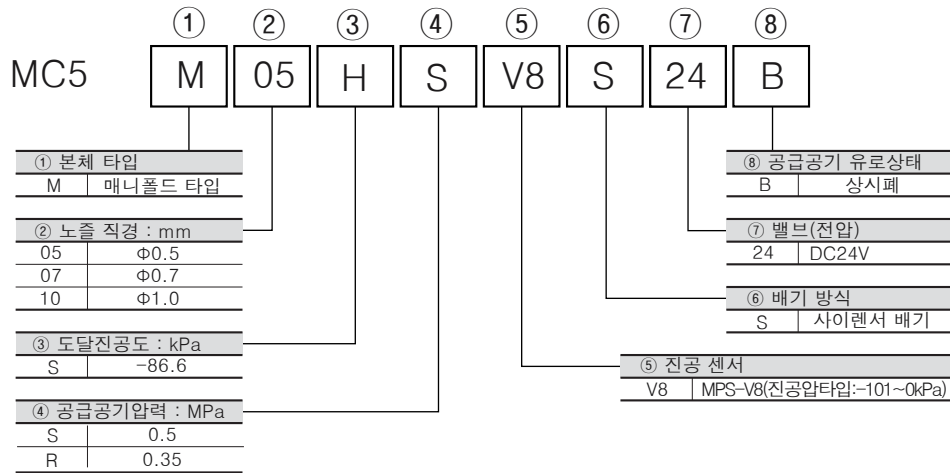 ① ② ③ ④ ⑤ ⑥ ⑦ ⑧
MC5 M 05 H S V8 S 24 B
① 본체 타입
M 매니폴드 타입
② 노즐 직경 : mm
05 Φ0.5
07 Φ0.7
10 Φ1.0
③ 도달진공도 : kPa
S -86.6
④ 공급공기압력 : MPa
S 0.5
R 0.35
⑧ 공급공기 유로상태
B 상시폐
⑦ 밸브(전압)
24 DC24V
⑥ 배기 방식
S 사이렌서 배기
⑤ 진공 센서
V8 MPS-V8(진공압타입:-101~0kPa)